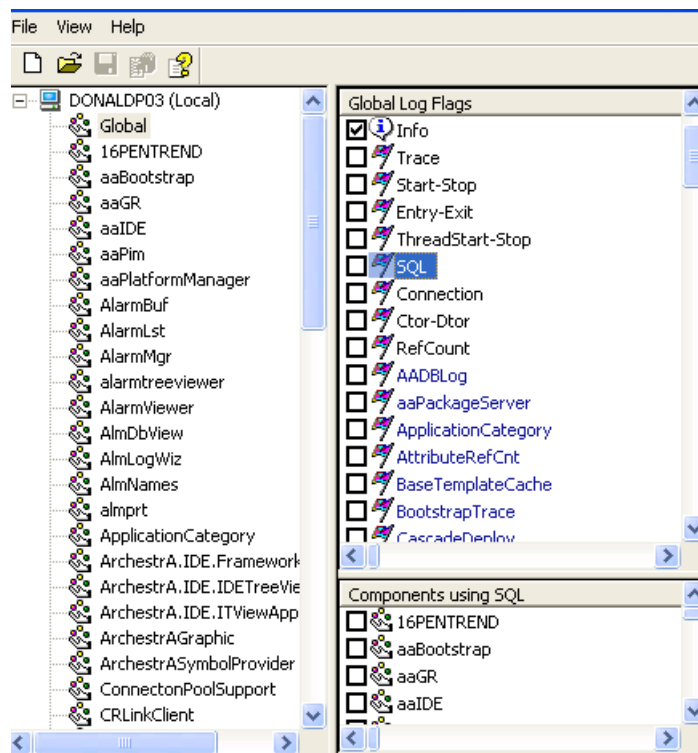 File View Help
DONALDP03 (Local)
Global
16PENTREND
aaBootstrap
aaGR
aaIDE
aaPim
aaPlatformManager
AlarmBuf
AlarmLst
AlarmMgr
alarmtreeviewer
AlarmViewer
AlmDbView
AlmLogWiz
AlmNames
almprt
ApplicationCategory
ArchestrA.IDE.Framework
ArchestrA.IDE.IDETreeVie
ArchestrA.IDE.ITViewApp
ArchestrAGraphic
ArchestrASymbolProvider
ConnectonPoolSupport
CRLinkClient
Global Log Flags
Info
Trace
Start-Stop
Entry-Exit
ThreadStart-Stop
SQL
Connection
Ctor-Dtor
RefCount
AADBLog
aaPackageServer
ApplicationCategory
AttributeRefCnt
BaseTemplateCache
BootstrapTrace
CascadeDeploy
Components using SQL
16PENTREND
aaBootstrap
aaGR
aaIDE